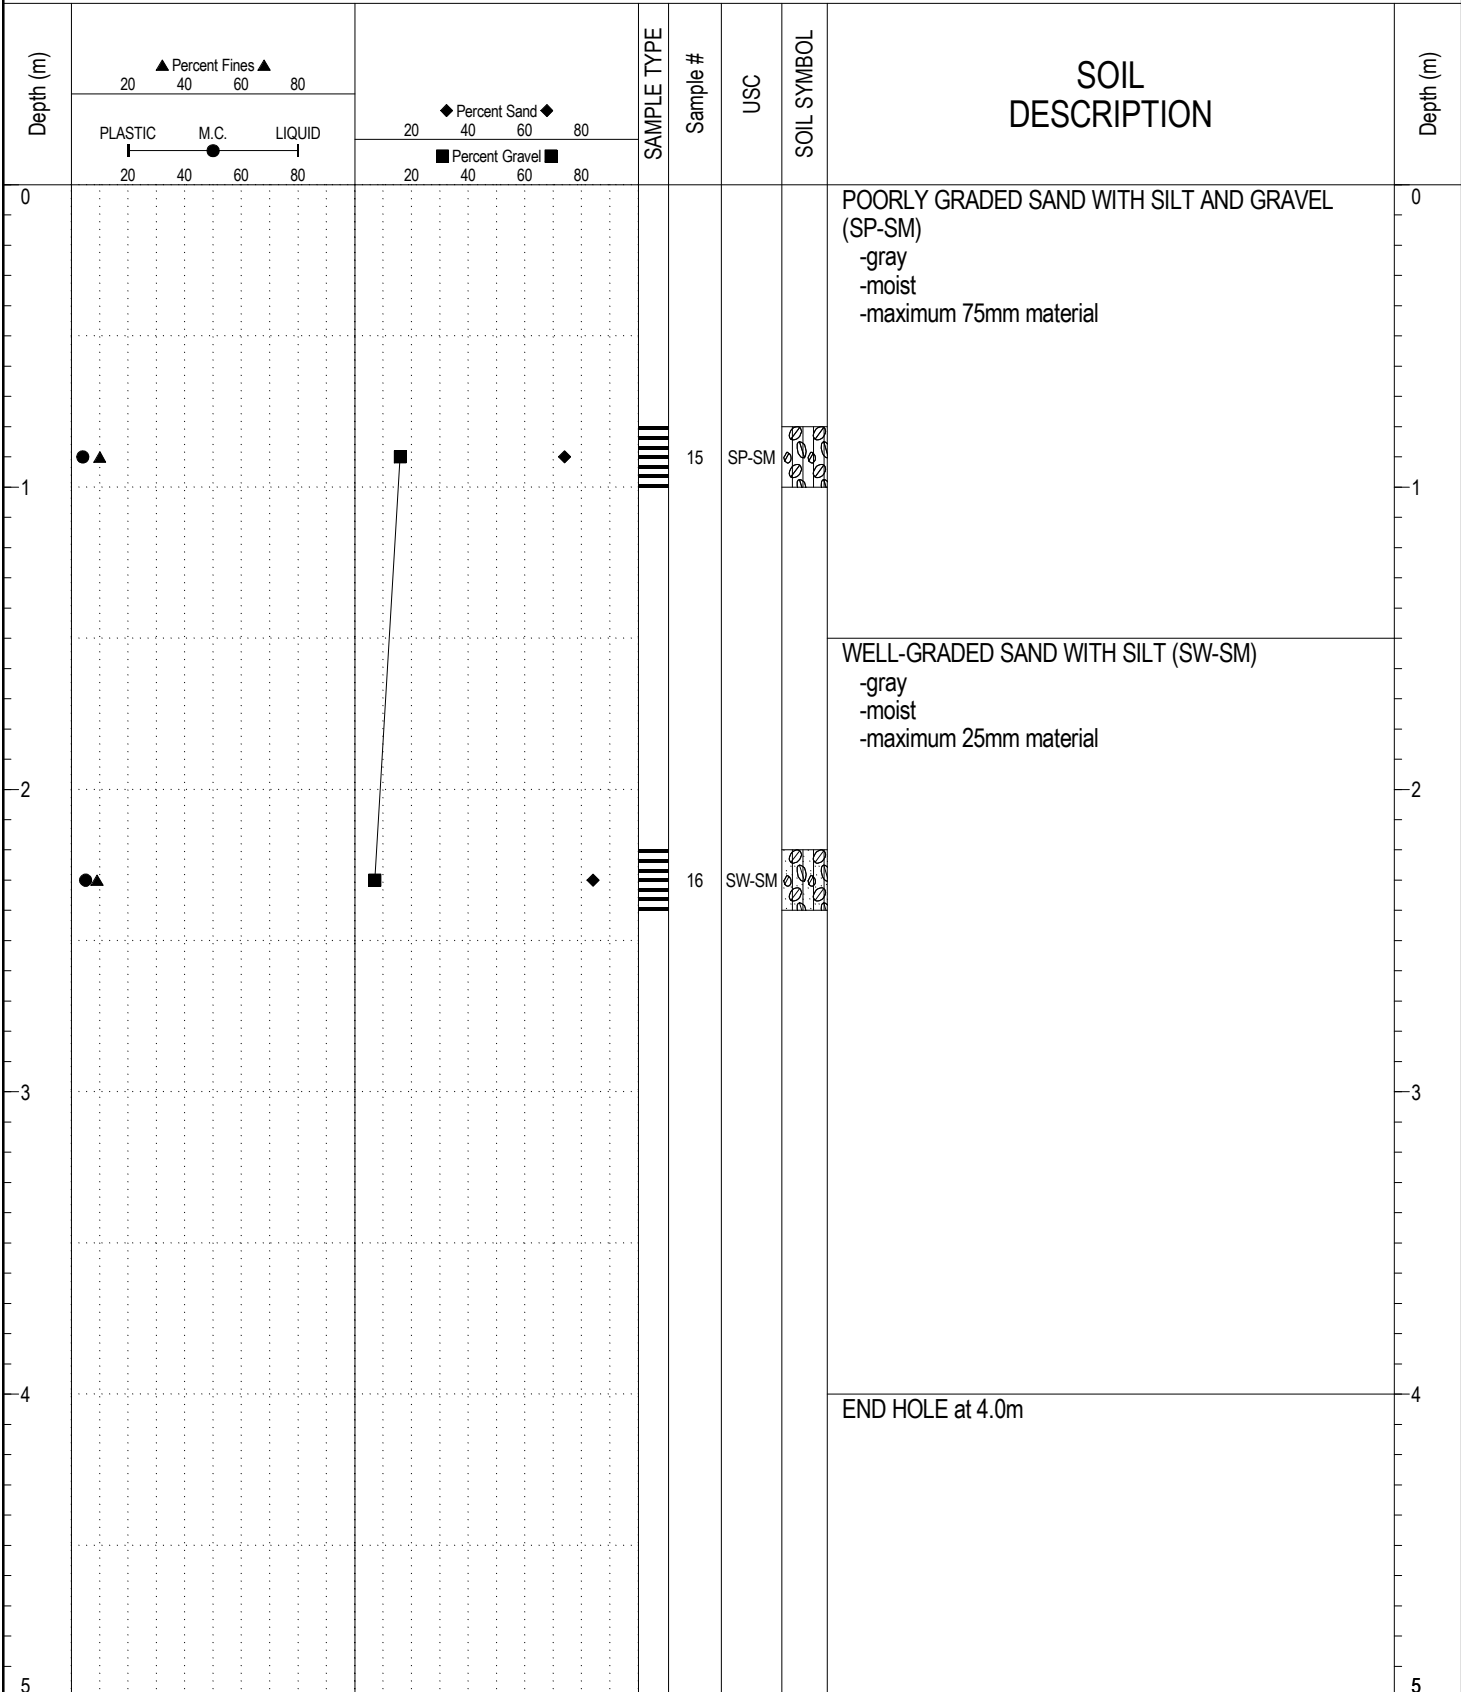 Depth (m)
▲ Percent Fines ▲
20 40 60 80
PLASTIC M.C. LIQUID
20 40 60 80
◆ Percent Sand ◆
20 40 60 80
■ Percent Gravel ■
20 40 60 80
SAMPLE TYPE
Sample #
USC
SOIL SYMBOL
SOIL
DESCRIPTION
Depth (m)
0
POORLY GRADED SAND WITH SILT AND GRAVEL
(SP-SM)
-gray
-moist
-maximum 75mm material
0
15 SP-SM
1
1
WELL-GRADED SAND WITH SILT (SW-SM)
-gray
-moist
-maximum 25mm material
2
2
16 SW-SM
3
3
4
4
END HOLE at 4.0m
5
5